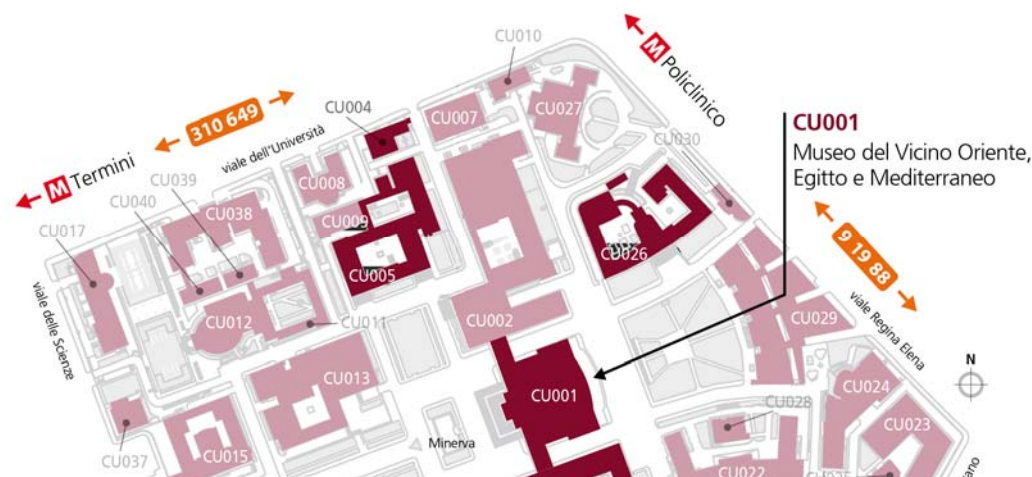 CU010
M Policlinico
CU004
CU007
CU027
CU001
Museo del Vicino Oriente,
Egitto e Mediterraneo
310 649
viale dell'Università
M Termini
CU039
CU008
CU030
CU040
CU038
CU009
CU017
CU005
CU026
9 19 88
viale delle Scienze
CU012
CU011
CU002
CU029
viale Regina Elena
N
CU013
CU001
CU024
CU028
CU023
Minerva
CU037
CU015
CU022